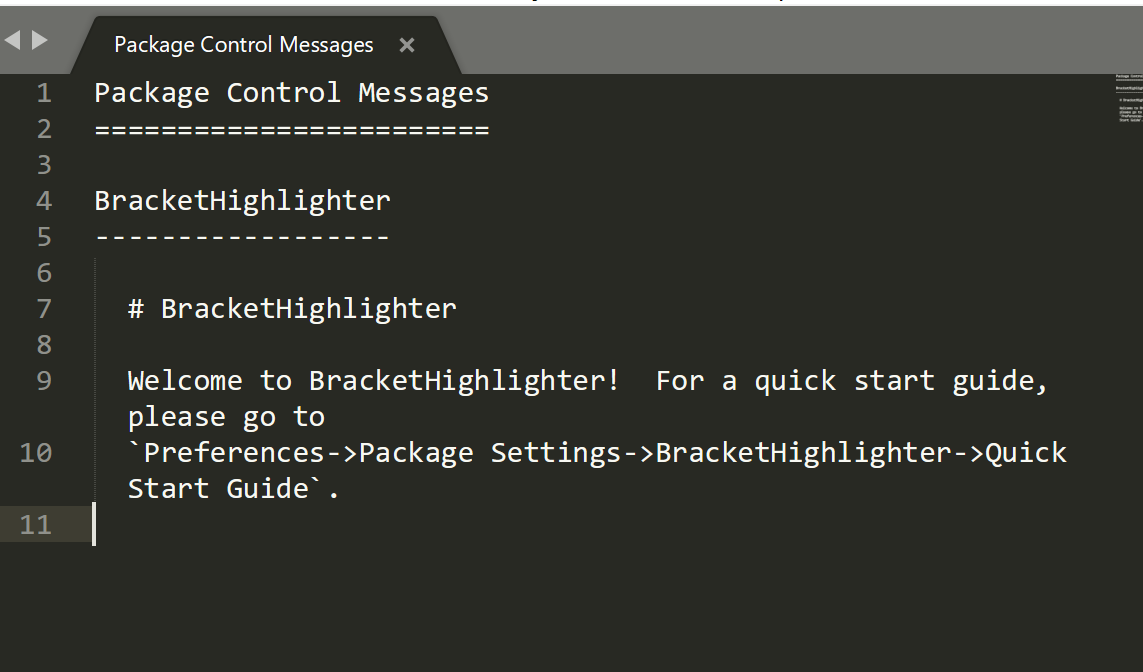 Package Control Messages
1 Package Control Messages
2 ========================
3
4 BracketHighlighter
5 ------------------
6
7 # BracketHighlighter
8
9 Welcome to BracketHighlighter!  For a quick start guide,
please go to
10 `Preferences->Package Settings->BracketHighlighter->Quick
Start Guide`.
11